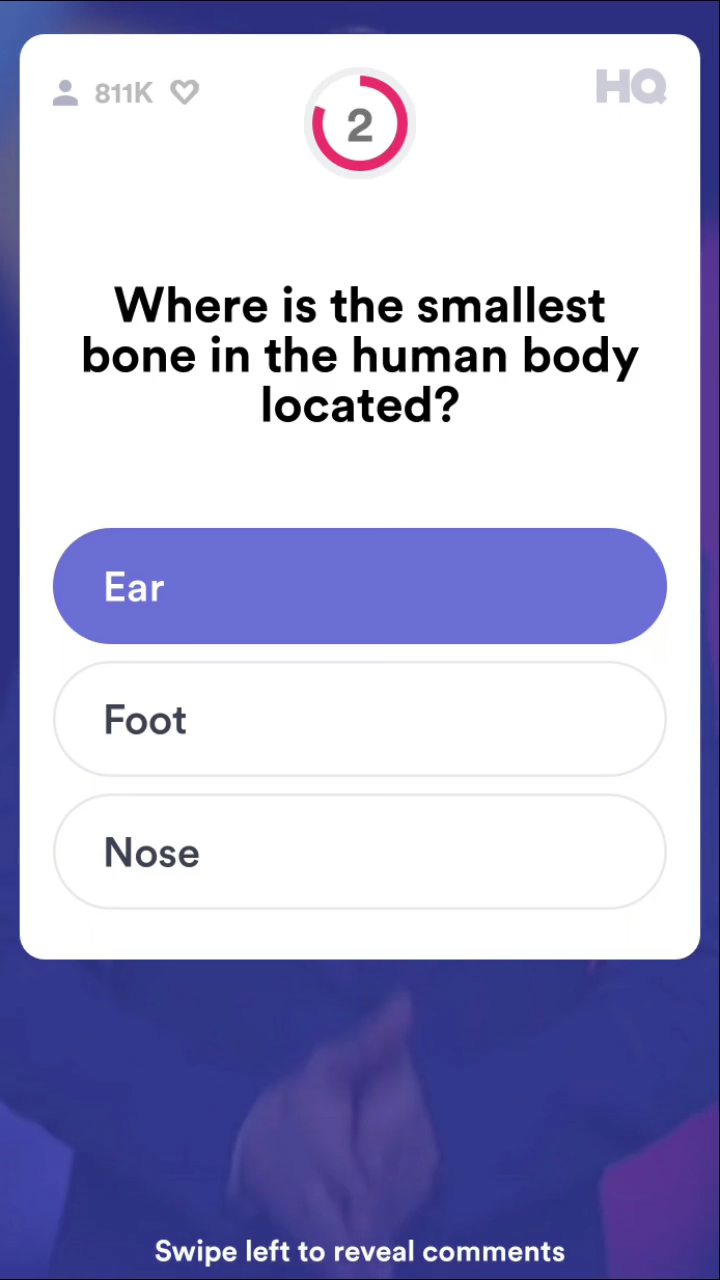 811K
2
HQ
Where is the smallest
bone in the human body
located?
Ear
Foot
Nose
Swipe left to reveal comments